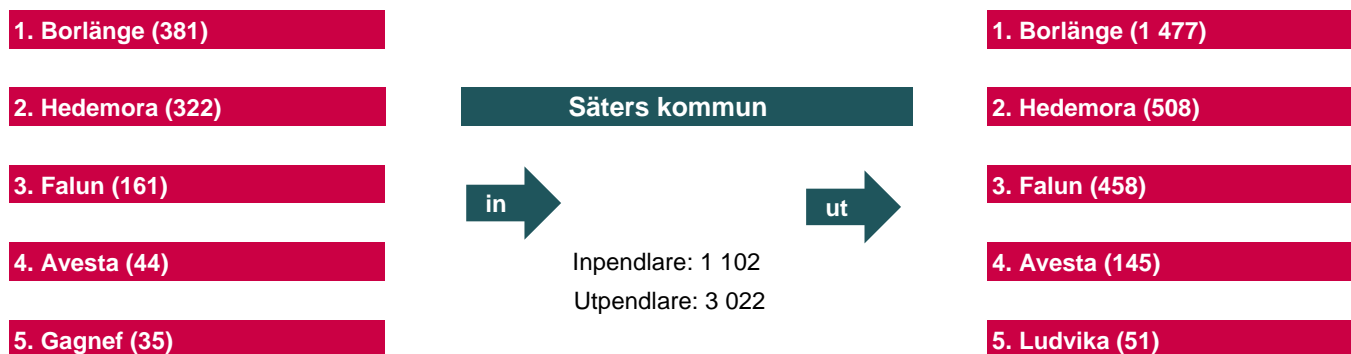 1. Borlänge (381)
2. Hedemora (322)
3. Falun (161)
4. Avesta (44)
5. Gagnef (35)
Säters kommun
in
ut
Inpendlare: 1 102
Utpendlare: 3 022
1. Borlänge (1 477)
2. Hedemora (508)
3. Falun (458)
4. Avesta (145)
5. Ludvika (51)